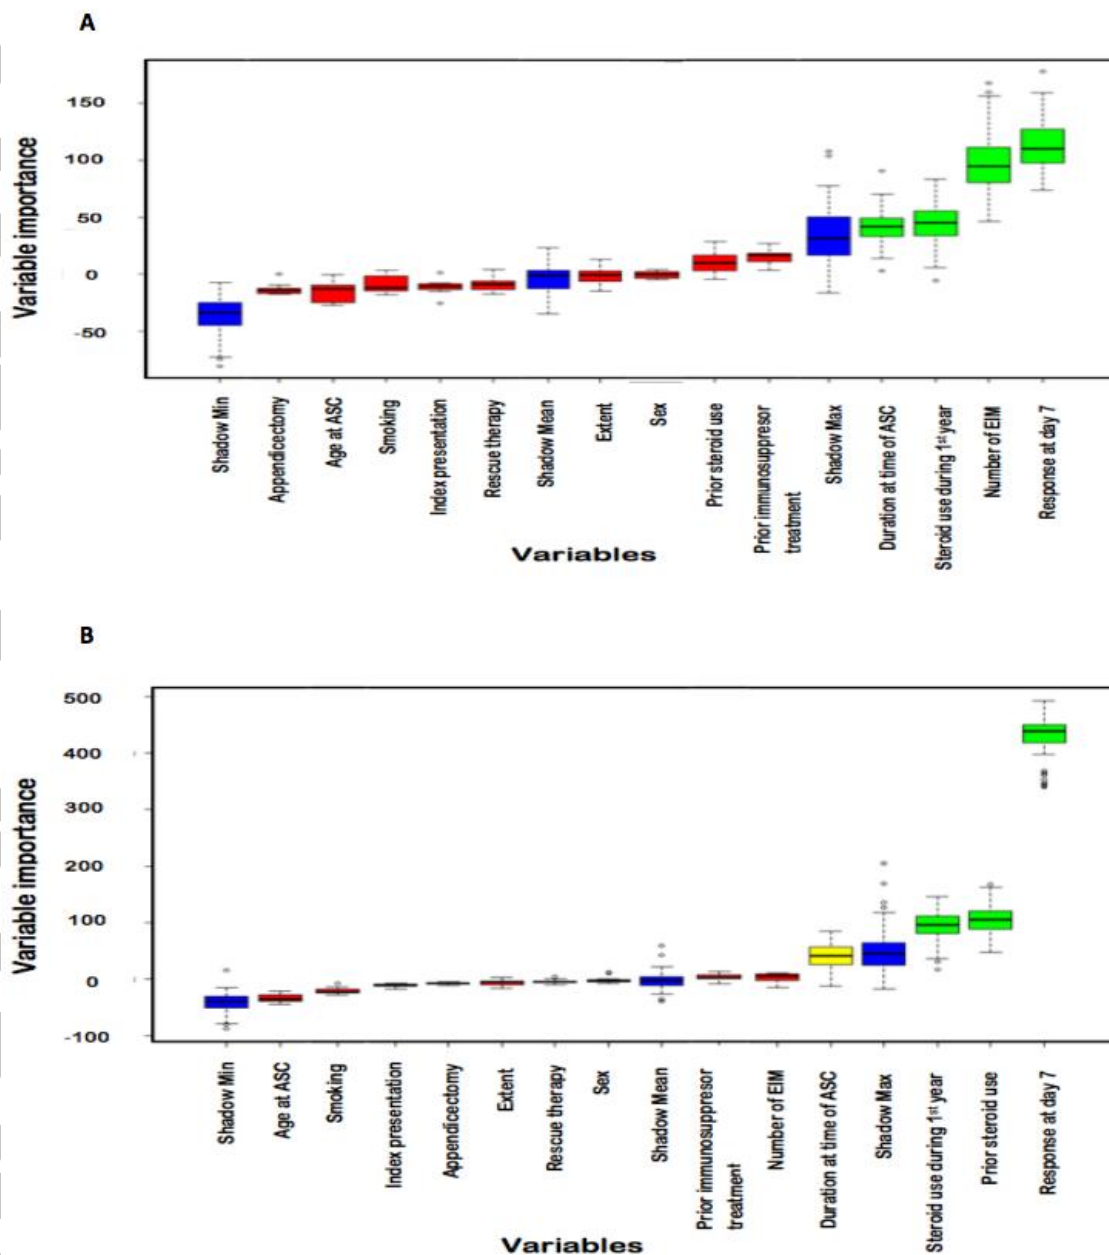 A
Variable importance
150
100
50
0
-50
Shadow Min
Appendicectomy
Age at ASC
Smoking
Index presentation
Rescue therapy
Shadow Mean
Extent
Sex
Prior steroid use
Prior immunosuppresor
treatment
Shadow Max
Duration at time of ASC
Steroid use during 1st year
Number of EIM
Response at day 7
Variables
B
Variable importance
500
400
300
200
100
0
-100
Shadow Min
Age at ASC
Smoking
Index presentation
Appendicectomy
Extent
Rescue therapy
Sex
Shadow Mean
Prior immunosuppresor
treatment
Number of EIM
Duration at time of ASC
Shadow Max
Steroid use during 1st year
Prior steroid use
Response at day 7
Variables